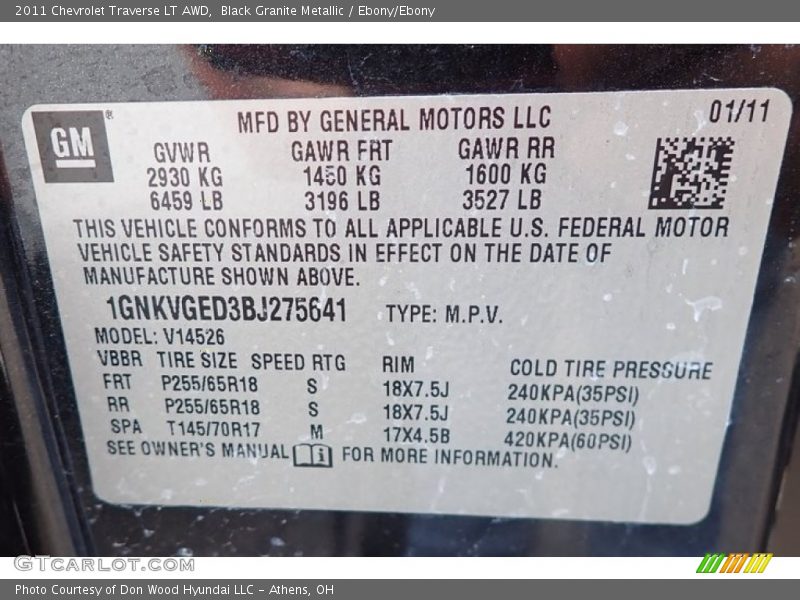 2011 Chevrolet Traverse LT AWD,  Black Granite Metallic / Ebony/Ebony
GM®
MFD BY GENERAL MOTORS LLC
01/11
GVWR GAWR FRT GAWR RR
2930 KG 1450 KG 1600 KG
6459 LB 3196 LB 3527 LB
THIS VEHICLE CONFORMS TO ALL APPLICABLE U.S. FEDERAL MOTOR
VEHICLE SAFETY STANDARDS IN EFFECT ON THE DATE OF
MANUFACTURE SHOWN ABOVE.
1GNKVGED3BJ275641 TYPE: M.P.V.
MODEL: V14526
VBBR TIRE SIZE SPEED RTG RIM COLD TIRE PRESSURE
FRT P255/65R18 S 18X7.5J 240KPA(35PSI)
RR P255/65R18 S 18X7.5J 240KPA(35PSI)
SPA T145/70R17 M 17X4.5B 420KPA(60PSI)
SEE OWNER'S MANUAL i FOR MORE INFORMATION.
GTCARLOT.COM
Photo Courtesy of Don Wood Hyundai LLC - Athens, OH